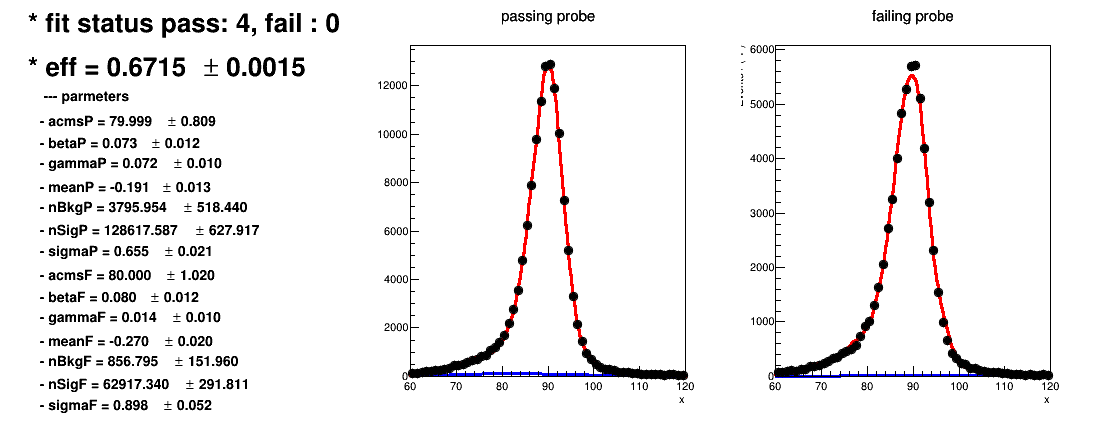 * fit status pass: 4, fail : 0
* eff = 0.6715 ± 0.0015
--- parmeters
- acmsP = 79.999 ± 0.809
- betaP = 0.073 ± 0.012
- gammaP = 0.072 ± 0.010
- meanP = -0.191 ± 0.013
- nBkgP = 3795.954 ± 518.440
- nSigP = 128617.587 ± 627.917
- sigmaP = 0.655 ± 0.021
- acmsF = 80.000 ± 1.020
- betaF = 0.080 ± 0.012
- gammaF = 0.014 ± 0.010
- meanF = -0.270 ± 0.020
- nBkgF = 856.795 ± 151.960
- nSigF = 62917.340 ± 291.811
- sigmaF = 0.898 ± 0.052
passing probe
12000
10000
8000
6000
4000
2000
0
60 70 80 90 100 110 120
x
failing probe
6000
5000
4000
3000
2000
1000
0
60 70 80 90 100 110 120
x